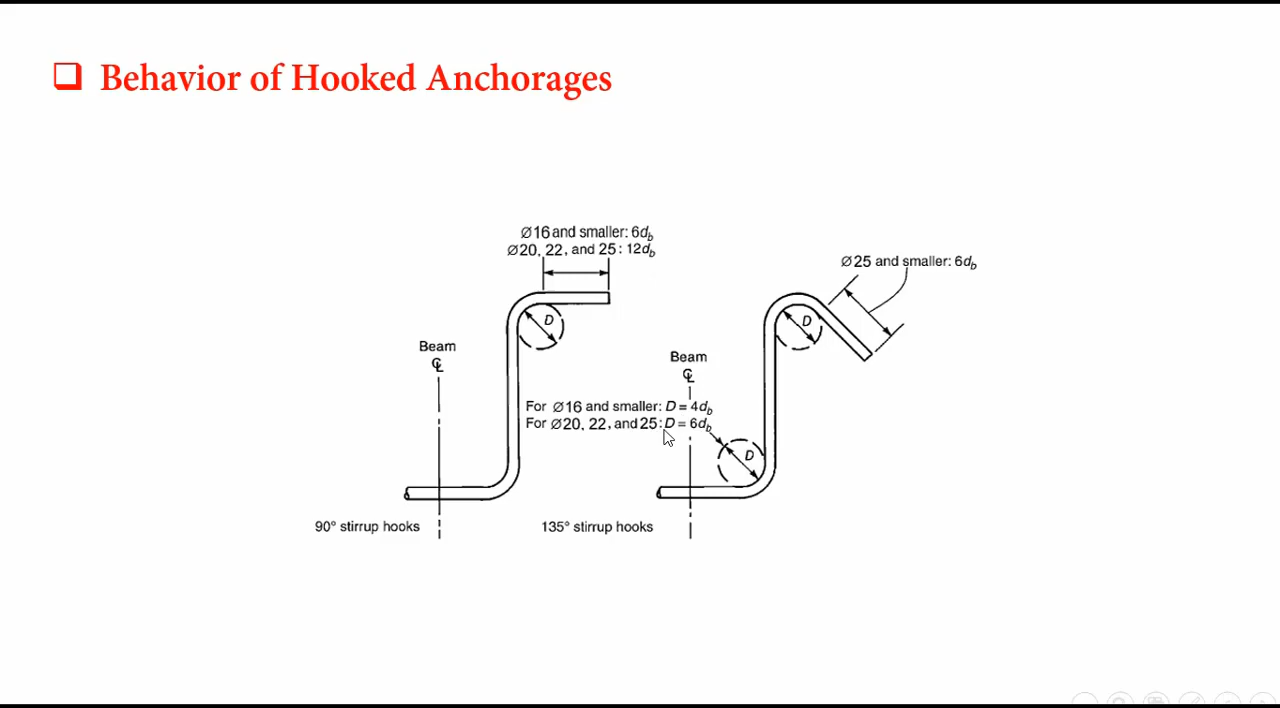 Behavior of Hooked Anchorages
Ø16 and smaller: 6d_b
Ø20, 22, and 25: 12d_b
Ø25 and smaller: 6d_b
D
D
Beam
℄
Beam
℄
For Ø16 and smaller: D = 4d_b
For Ø20, 22, and 25: D = 6d_b
D
90° stirrup hooks
135° stirrup hooks